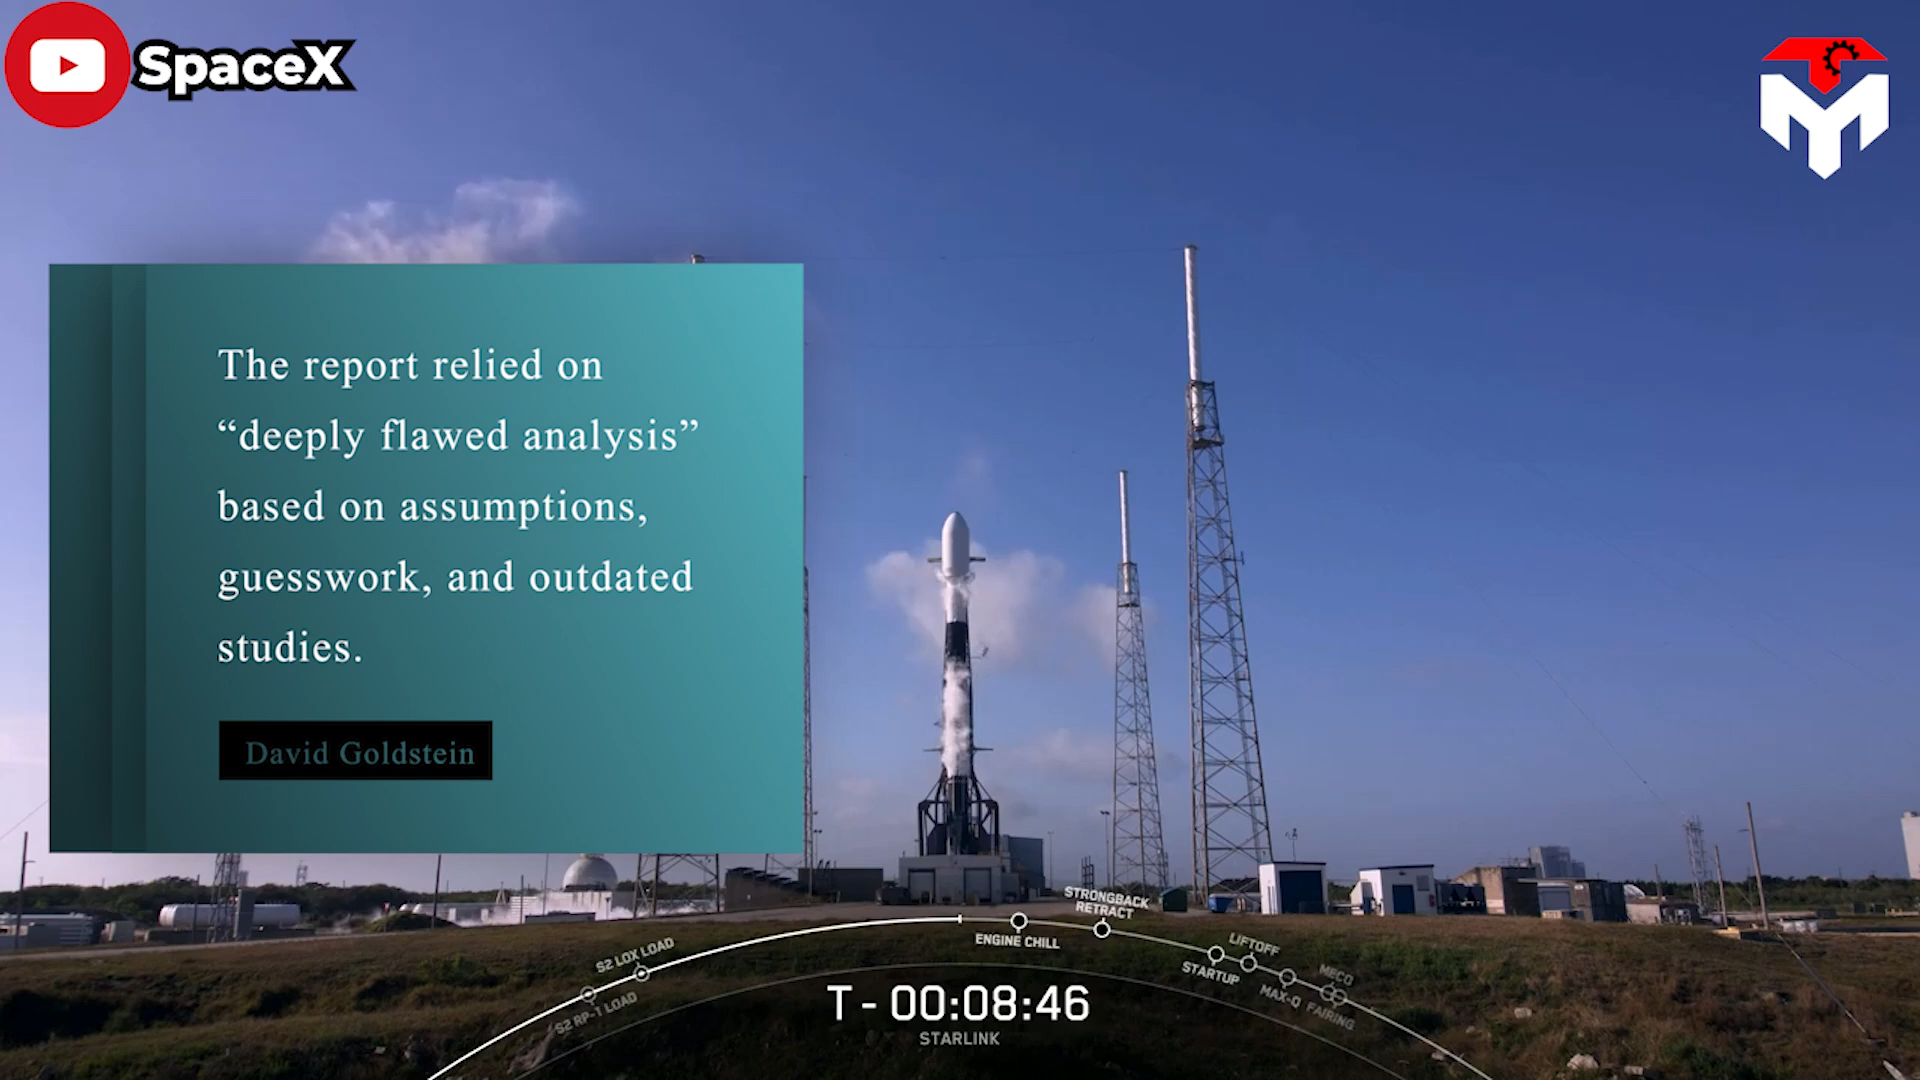 SpaceX
The report relied on
“deeply flawed analysis”
based on assumptions,
guesswork, and outdated
studies.
David Goldstein
S2 RP-1 LOAD
S2 LOX LOAD
ENGINE CHILL
STRONGBACK
RETRACT
STARTUP
LIFTOFF
MAX-Q
MECO
FAIRING
T - 00:08:46
STARLINK